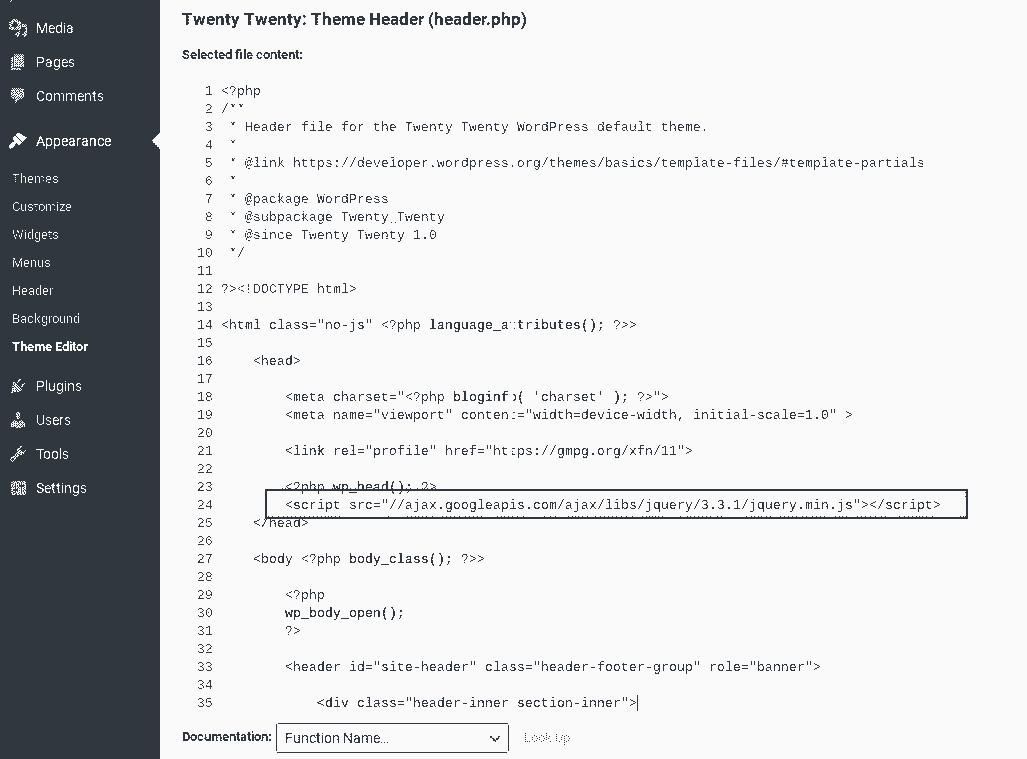 Media
Pages
Comments
Appearance
Themes
Customize
Widgets
Menus
Header
Background
Theme Editor
Plugins
Users
Tools
Settings
Twenty Twenty: Theme Header (header.php)
Selected file content:
1 <?php
2 /**
3 * Header file for the Twenty Twenty WordPress default theme.
4 *
5 * @link https://developer.wordpress.org/themes/basics/template-files/#template-partials
6 *
7 * @package WordPress
8 * @subpackage Twenty_Twenty
9 * @since Twenty Twenty 1.0
10 */
11
12 ?><!DOCTYPE html>
13
14 <html class="no-js" <?php language_attributes(); ?>>
15
16 <head>
17
18 <meta charset="<?php bloginfo( 'charset' ); ?>">
19 <meta name="viewport" content="width=device-width, initial-scale=1.0" >
20
21 <link rel="profile" href="https://gmpg.org/xfn/11">
22
23 <?php wp_head(); ?>
24 <script src="//ajax.googleapis.com/ajax/libs/jquery/3.3.1/jquery.min.js"></script>
25 </head>
26
27 <body <?php body_class(); ?>>
28
29 <?php
30 wp_body_open();
31 ?>
32
33 <header id="site-header" class="header-footer-group" role="banner">
34
35 <div class="header-inner section-inner">
Documentation: Function Name... Look Up